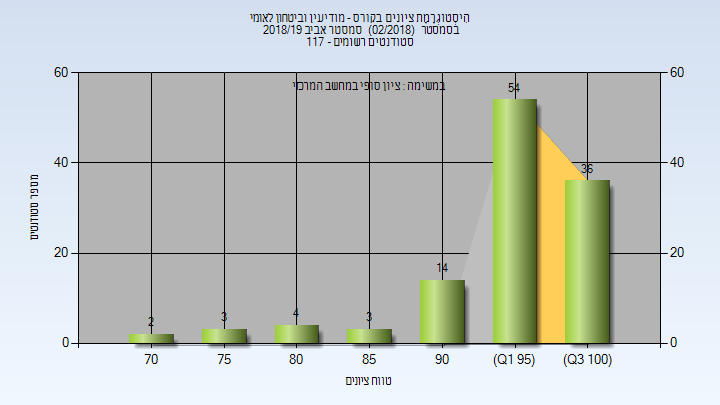 היסטוגרמת ציונים בקורס - מודיעין וביטחון לאומי
בסמסטר (02/2018) סמסטר אביב 2018/19
סטודנטים רשומים - 117
במשימה : ציון סופי במחשב המרכזי
60 60
40 40
20 20
0 0
54
36
14
2 3 4 3
70 75 80 85 90 (Q1 95) (Q3 100)
מספר סטודנטים
טווח ציונים